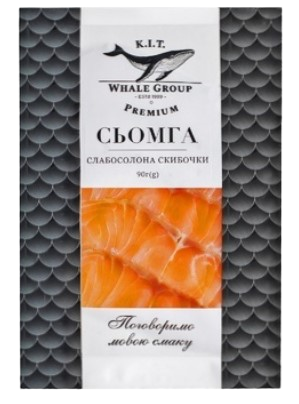 K.I.T.
WHALE GROUP
PREMIUM
СЬОМГА
СЛАБОСОЛОНА СКИБОЧКИ
90г(g)
Поговоримо
мовою смаку